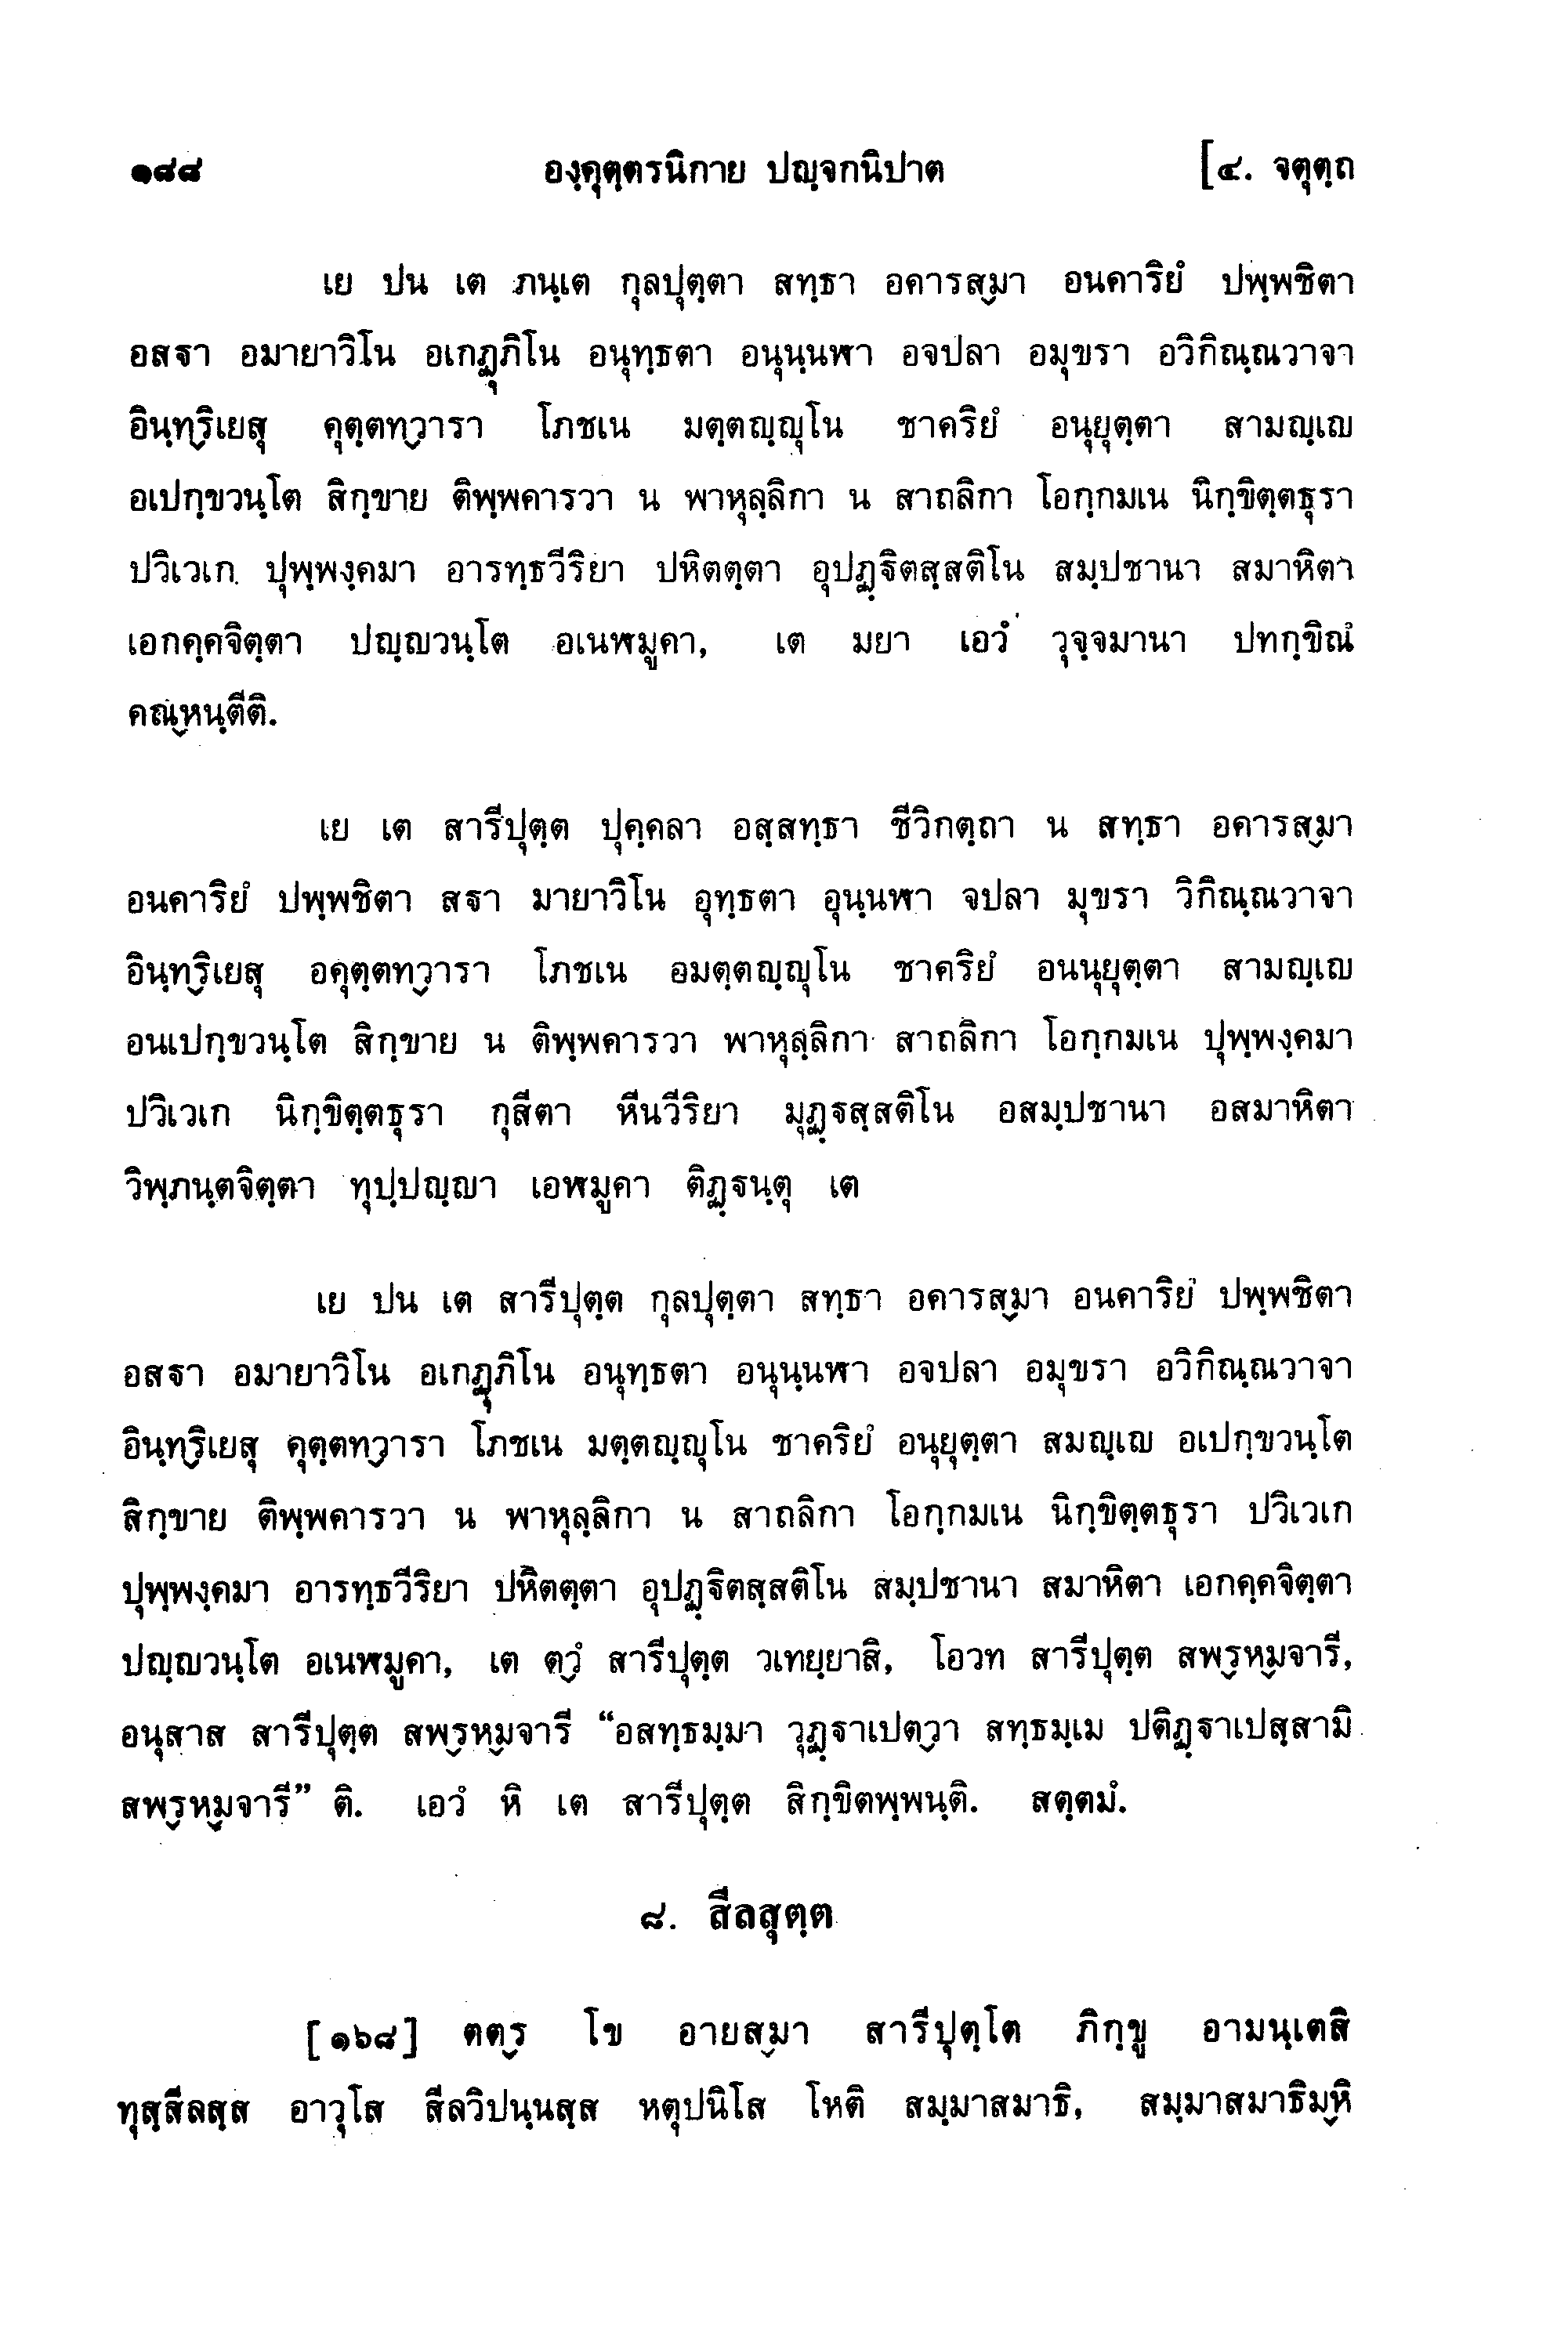 ๑๘๘ องฺคุตฺตรนิกาย ปญฺจกนิปาต [๔. จตุตฺถ
เย ปน เต ภนฺเต กุลปุตฺตา สทฺธา อคารสฺมา อนคาริยํ ปพฺพชิตา
อสฐา อมายาวิโน อเกฏุภิโน อนุทฺธตา อนุนฺนฬา อจปลา อมุขรา อวิกิณฺณวาจา
อินฺทฺริเยสุ คุตฺตทฺวารา โภชเน มตฺตญฺญุโน ชาคริยํ อนุยุตฺตา สามญฺเญ
อเปกฺขวนฺโต สิกฺขาย ติพฺพคารวา น พาหุลฺลิกา น สาถลิกา โอกฺกมเน นิกฺขิตฺตธุรา
ปวิเวเก ปุพฺพงฺคมา อารทฺธวีริยา ปหิตตฺตา อุปฏฺฐิตสฺสติโน สมฺปชานา สมาหิตา
เอกคฺคจิตฺตา ปญฺญวนฺโต อเนฬมูคา, เต มยา เอวํ วุจฺจมานา ปทกฺขิณํ
คณฺหนฺตีติ.
เย เต สารีปุตฺต ปุคฺคลา อสฺสทฺธา ชีวิกตฺถา น สทฺธา อคารสฺมา
อนคาริยํ ปพฺพชิตา สฐา มายาวิโน อุทฺธตา อุนฺนฬา จปลา มุขรา วิกิณฺณวาจา
อินฺทฺริเยสุ อคุตฺตทฺวารา โภชเน อมตฺตญฺญุโน ชาคริยํ อนนุยุตฺตา สามญฺเญ
อนเปกฺขวนฺโต สิกฺขาย น ติพฺพคารวา พาหุลฺลิกา สาถลิกา โอกฺกมเน ปุพฺพงฺคมา
ปวิเวเก นิกฺขิตฺตธุรา กุสีตา หีนวีริยา มุฏฺฐสฺสติโน อสมฺปชานา อสมาหิตา
วิพฺภนฺตจิตฺตา ทุปฺปญฺญา เอฬมูคา ติฏฺฐนฺตุ เต
เย ปน เต สารีปุตฺต กุลปุตฺตา สทฺธา อคารสฺมา อนคาริยํ ปพฺพชิตา
อสฐา อมายาวิโน อเกฏุภิโน อนุทฺธตา อนุนฺนฬา อจปลา อมุขรา อวิกิณฺณวาจา
อินฺทฺริเยสุ คุตฺตทฺวารา โภชเน มตฺตญฺญุโน ชาคริยํ อนุยุตฺตา สมญฺเญ อเปกฺขวนฺโต
สิกฺขาย ติพฺพคารวา น พาหุลฺลิกา น สาถลิกา โอกฺกมเน นิกฺขิตฺตธุรา ปวิเวเก
ปุพฺพงฺคมา อารทฺธวีริยา ปหิตตฺตา อุปฏฺฐิตสฺสติโน สมฺปชานา สมาหิตา เอกคฺคจิตฺตา
ปญฺญวนฺโต อเนฬมูคา, เต ตฺวํ สารีปุตฺต วเทยฺยาสิ, โอวท สารีปุตฺต สพฺรหฺมจารี,
อนุสาส สารีปุตฺต สพฺรหฺมจารี “อสทฺธมฺมา วุฏฺฐาเปตฺวา สทฺธมฺเม ปติฏฺฐาเปสฺสามิ
สพฺรหฺมจารี” ติ. เอวํ หิ เต สารีปุตฺต สิกฺขิตพฺพนฺติ. สตฺตมํ.
๘. สีลสุตฺต
[๑๖๘] ตตฺร โข อายสฺมา สารีปุตฺโต ภิกฺขู อามนฺเตสิ
ทุสฺสีลสฺส อาวุโส สีลวิปนฺนสฺส หตุปนิโส โหติ สมฺมาสมาธิ, สมฺมาสมาธิมฺหิ